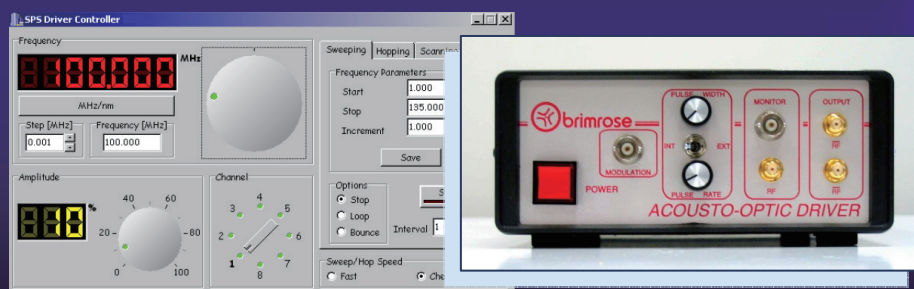 SPS Driver Controller
Frequency
100.000
MHz
MHz/nm
Step [MHz]
0.001
Frequency [MHz]
100.000
Amplitude
10
%
0
20
40
60
80
100
Channel
1
2
3
4
5
6
7
8
Sweeping
Hopping
Frequency Parameters
Start
1.000
Stop
135.000
Increment
1.000
Save
Options
Stop
Loop
Bounce
Interval
1
Sweep/Hop Speed
Fast
brimrose
MODULATION
POWER
PULSE WIDTH
INT EXT
PULSE RATE
MONITOR
RF
OUTPUT
RF
RF
ACOUSTO-OPTIC DRIVER